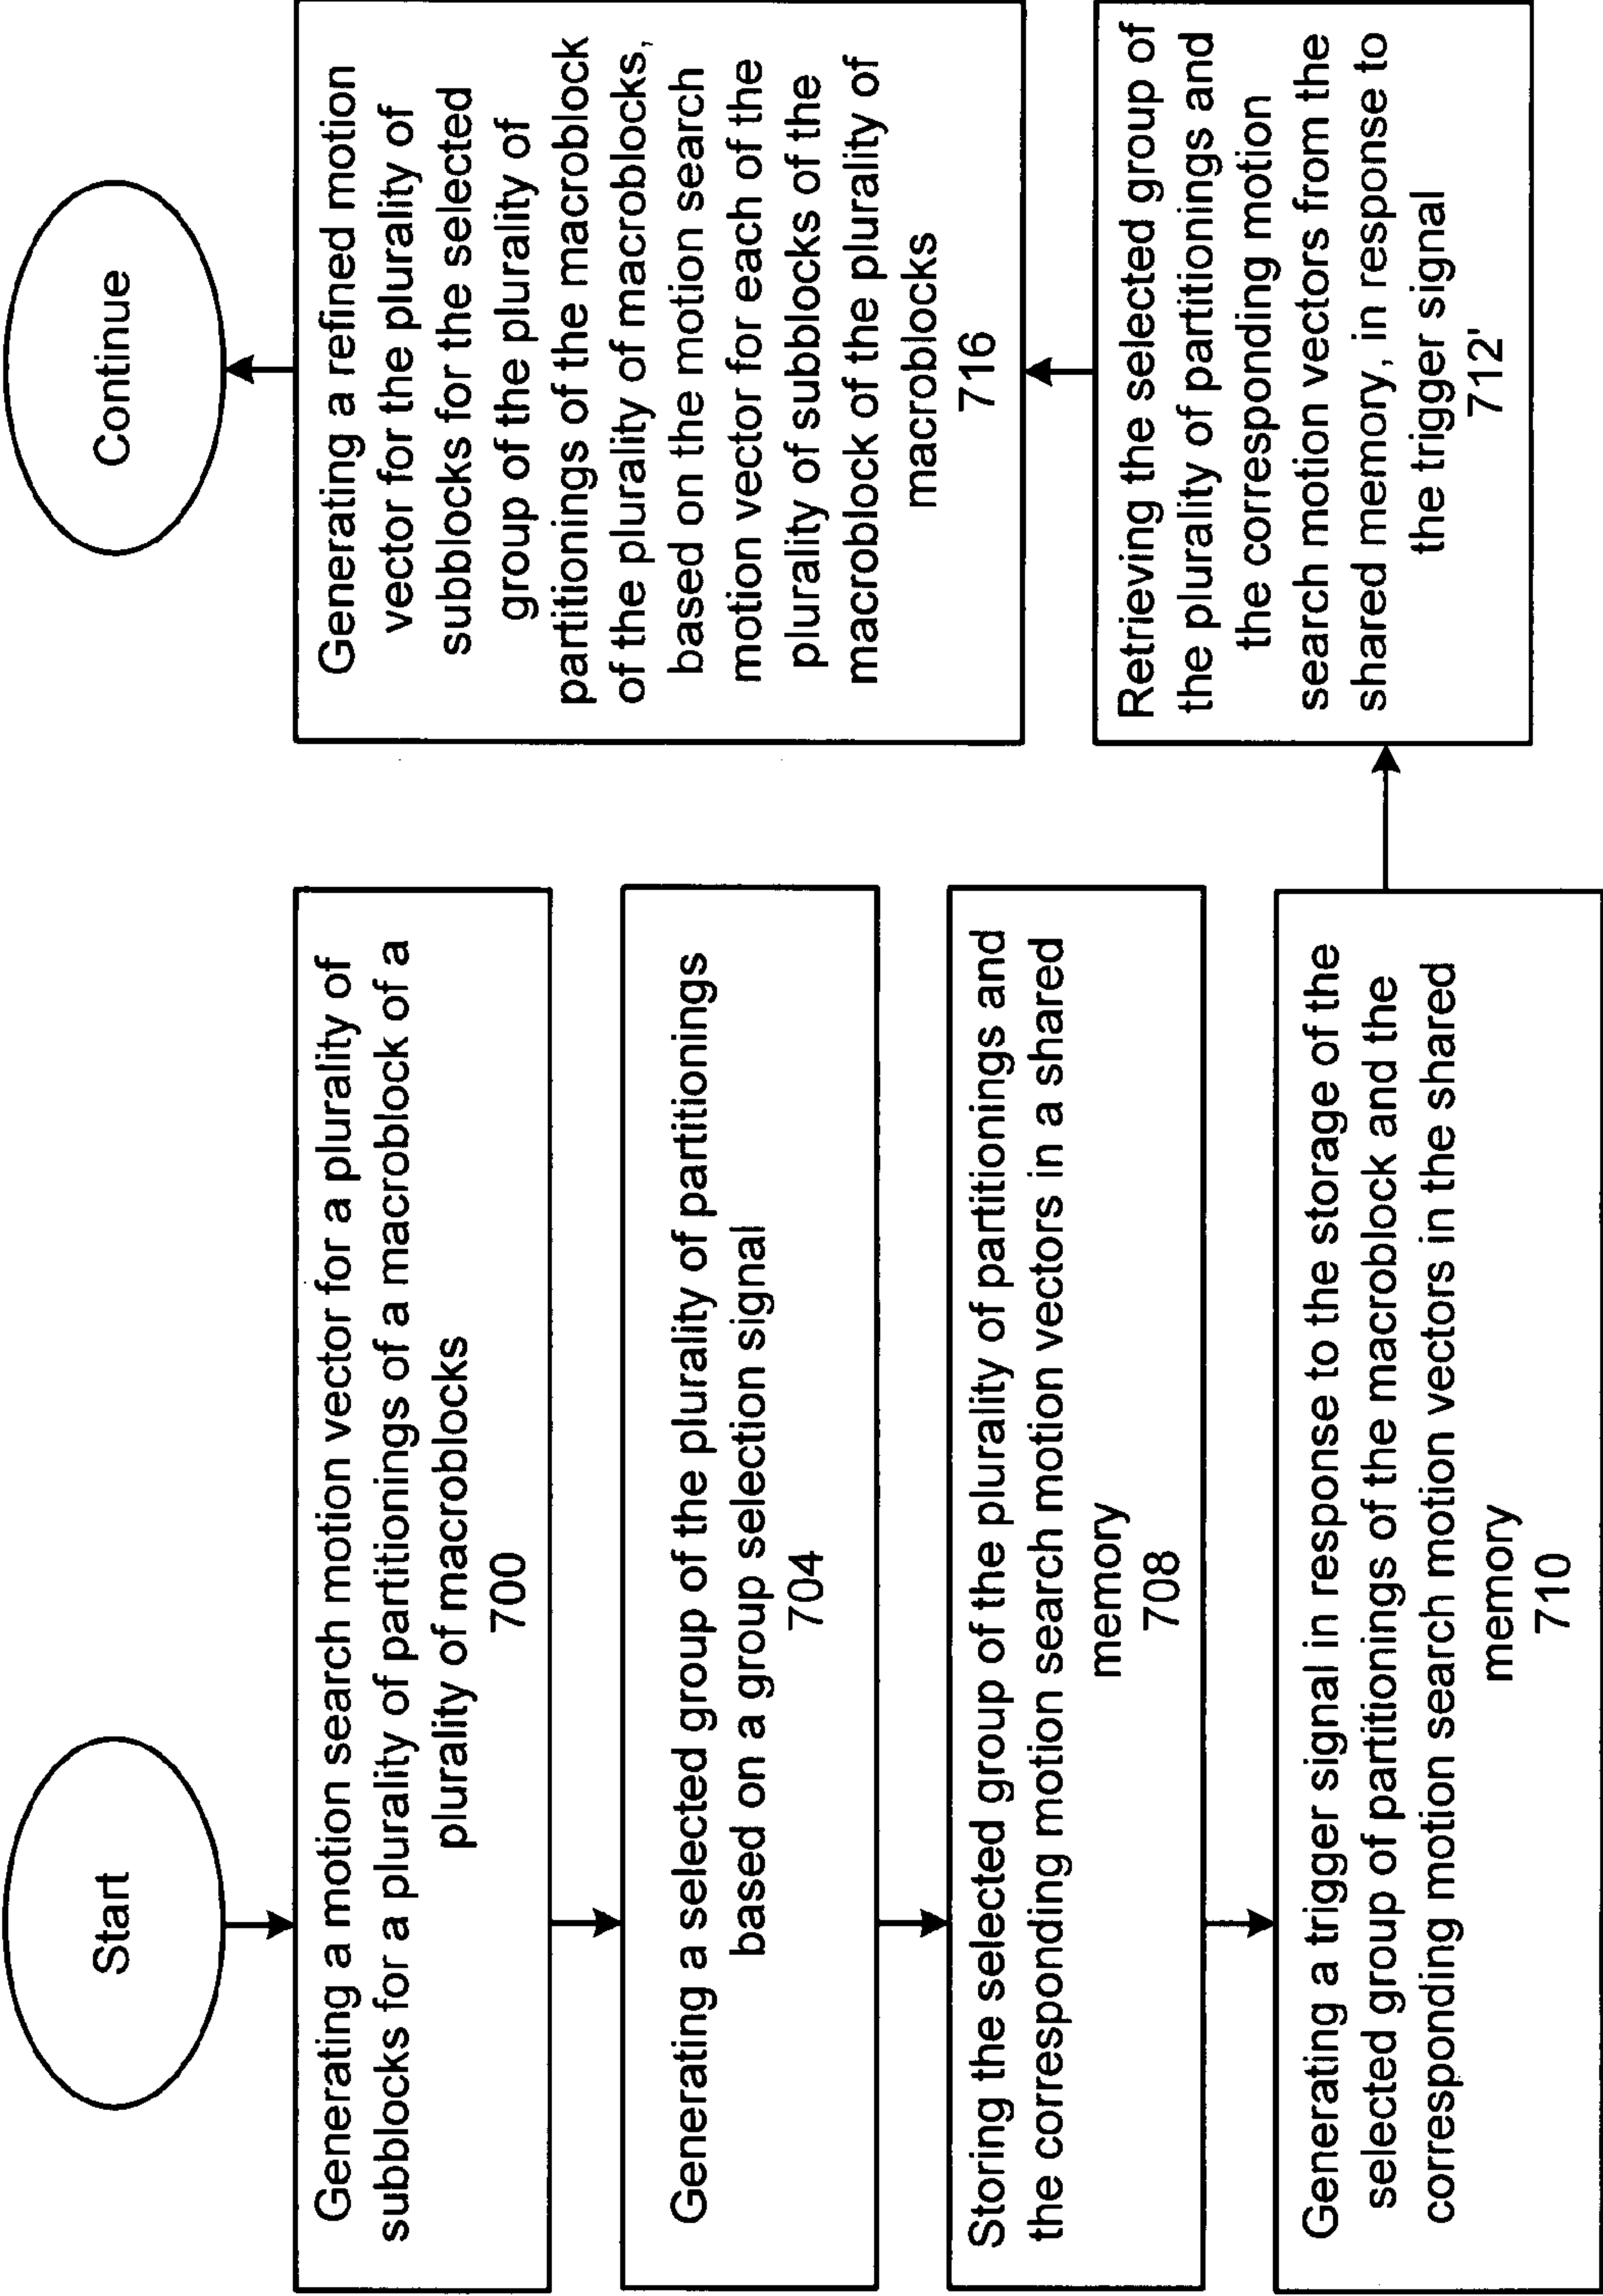 Start
Generating a motion search motion vector for a plurality of
subblocks for a plurality of partitionings of a macroblock of a
plurality of macroblocks
700
Generating a selected group of the plurality of partitionings
based on a group selection signal
704
Storing the selected group of the plurality of partitionings and
the corresponding motion search motion vectors in a shared
memory
708
Generating a trigger signal in response to the storage of the
selected group of partitionings of the macroblock and the
corresponding motion search motion vectors in the shared
memory
710
Retrieving the selected group of
the plurality of partitionings and
the corresponding motion
search motion vectors from the
shared memory, in response to
the trigger signal
712'
Generating a refined motion
vector for the plurality of
subblocks for the selected
group of the plurality of
partitionings of the macroblock
of the plurality of macroblocks,
based on the motion search
motion vector for each of the
plurality of subblocks of the
macroblock of the plurality of
macroblocks
716
Continue